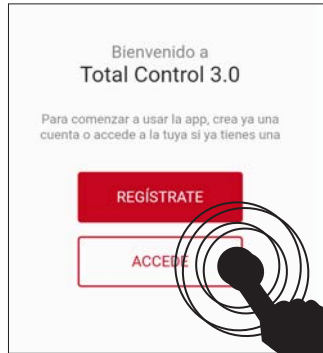 Bienvenido a
Total Control 3.0
Para comenzar a usar la app, crea ya una
cuenta o accede a la tuya si ya tienes una
REGÍSTRATE
ACCEDE